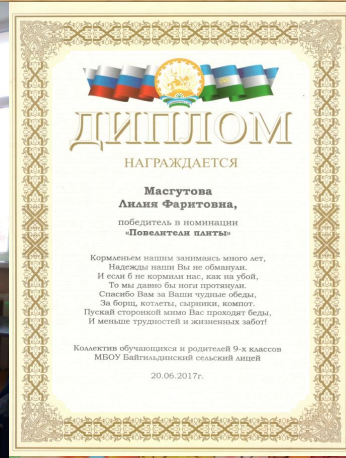 ДИПЛОМ
НАГРАЖДАЕТСЯ
Масгутова
Лилия Фаритовна,
победитель в номинации
«Повелители плиты»
Кормленьем нашим занимаясь много лет,
Надежды наши Вы не обманули.
И если б не кормили нас, как на убой,
То мы давно бы ноги протянули.
Спасибо Вам за Ваши чудные обеды,
За борщ, котлеты, сырники, компот.
Пускай сторонкой мимо Вас проходят беды,
И меньше трудностей и жизненных забот!
Коллектив обучающихся и родителей 9-х классов
МБОУ Байгильдинский сельский лицей
20.06.2017г.